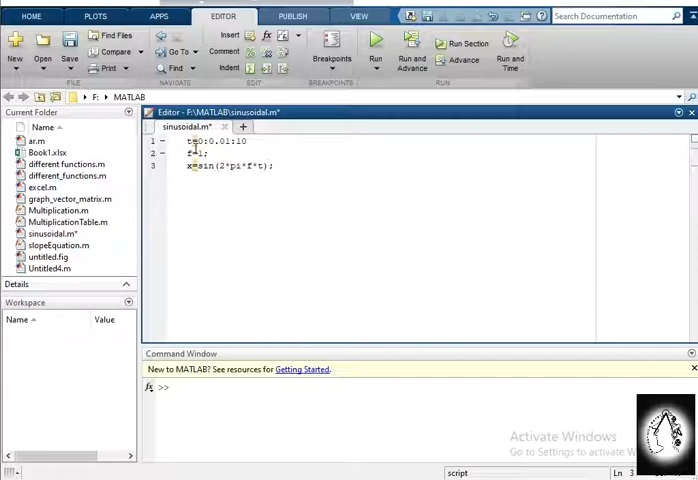 HOME PLOTS APPS EDITOR PUBLISH VIEW Search Documentation
New Open Save Find Files Compare Print Go To Find Insert Comment Indent Breakpoints Run Run and Advance Run Section Advance Run and Time
FILE NAVIGATE EDIT BREAKPOINTS RUN
F: MATLAB
Current Folder
Name
ar.m
Book1.xlsx
different functions.m
different_functions.m
excel.m
graph_vector_matrix.m
Multiplication.m
MultiplicationTable.m
sinusoidal.m*
slopeEquation.m
untitled.fig
Untitled4.m
Details
Workspace
Name Value
Editor - F:\MATLAB\sinusoidal.m*
sinusoidal.m*
1 t=0:0.01:10
2 f=1;
3 x=sin(2*pi*f*t);
Command Window
New to MATLAB? See resources for Getting Started.
fx >>
Activate Windows
Go to Settings to activate W
script Ln 3